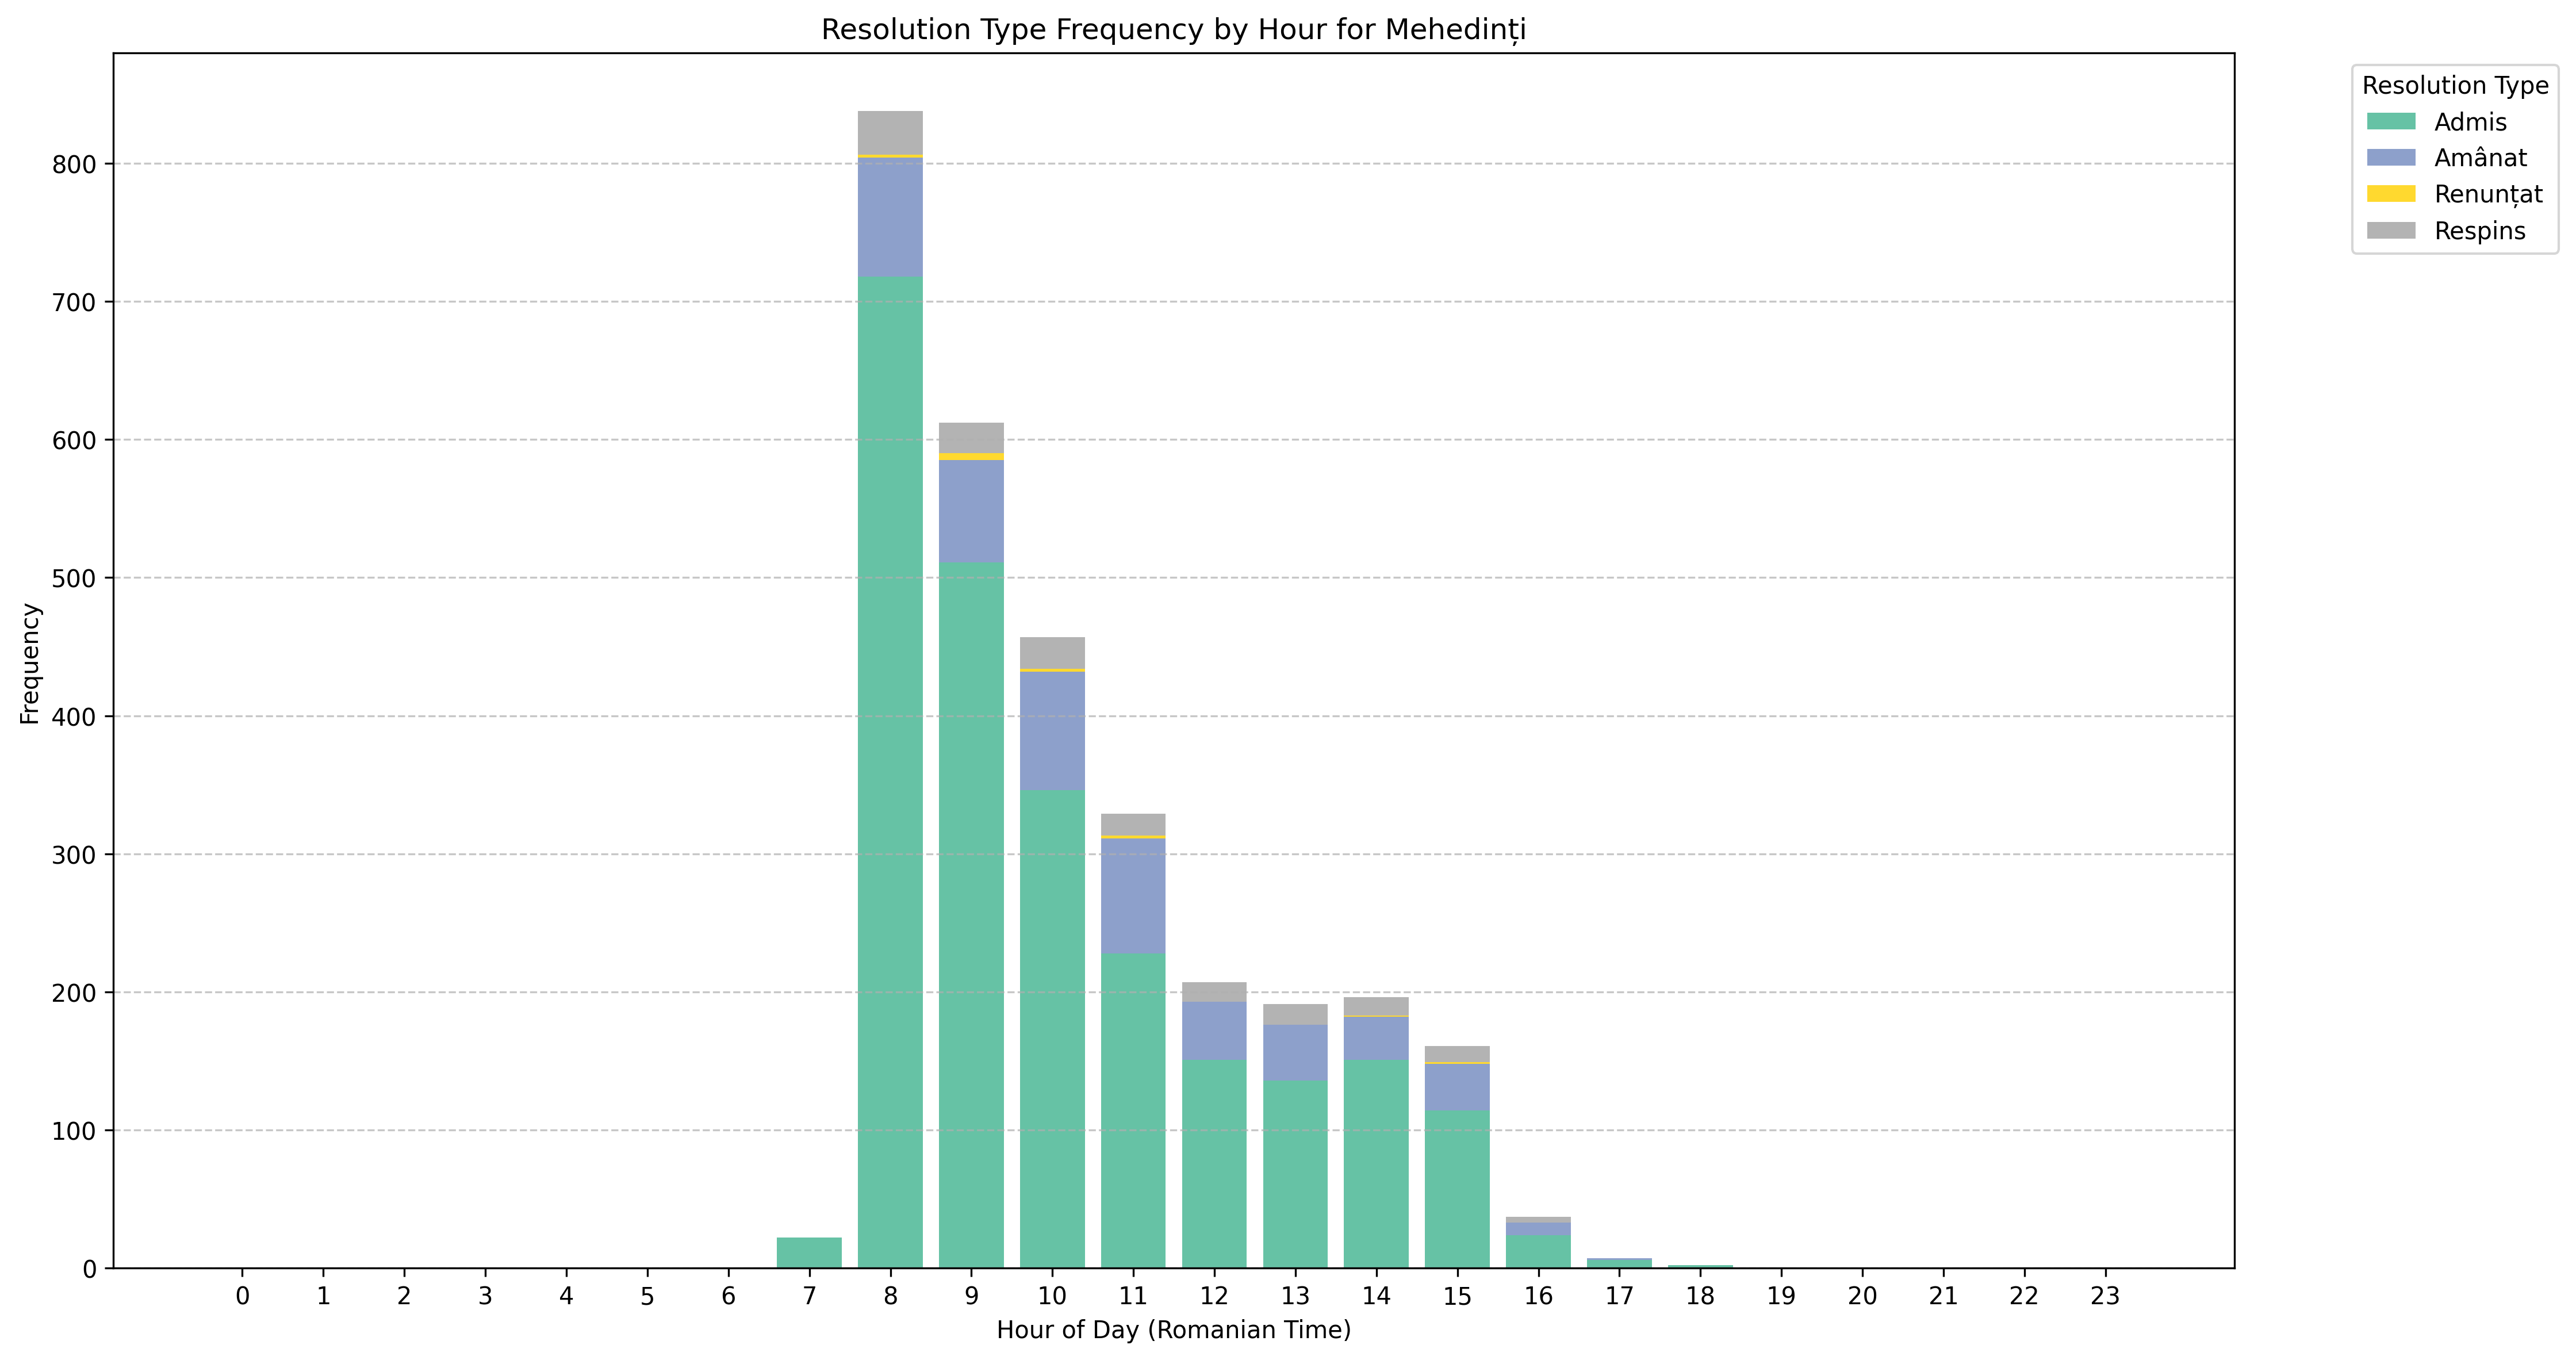 Resolution Type Frequency by Hour for Mehedinți
Resolution Type
Admis
Amânat
Renunțat
Respins
Frequency
800
700
600
500
400
300
200
100
0
0 1 2 3 4 5 6 7 8 9 10 11 12 13 14 15 16 17 18 19 20 21 22 23
Hour of Day (Romanian Time)